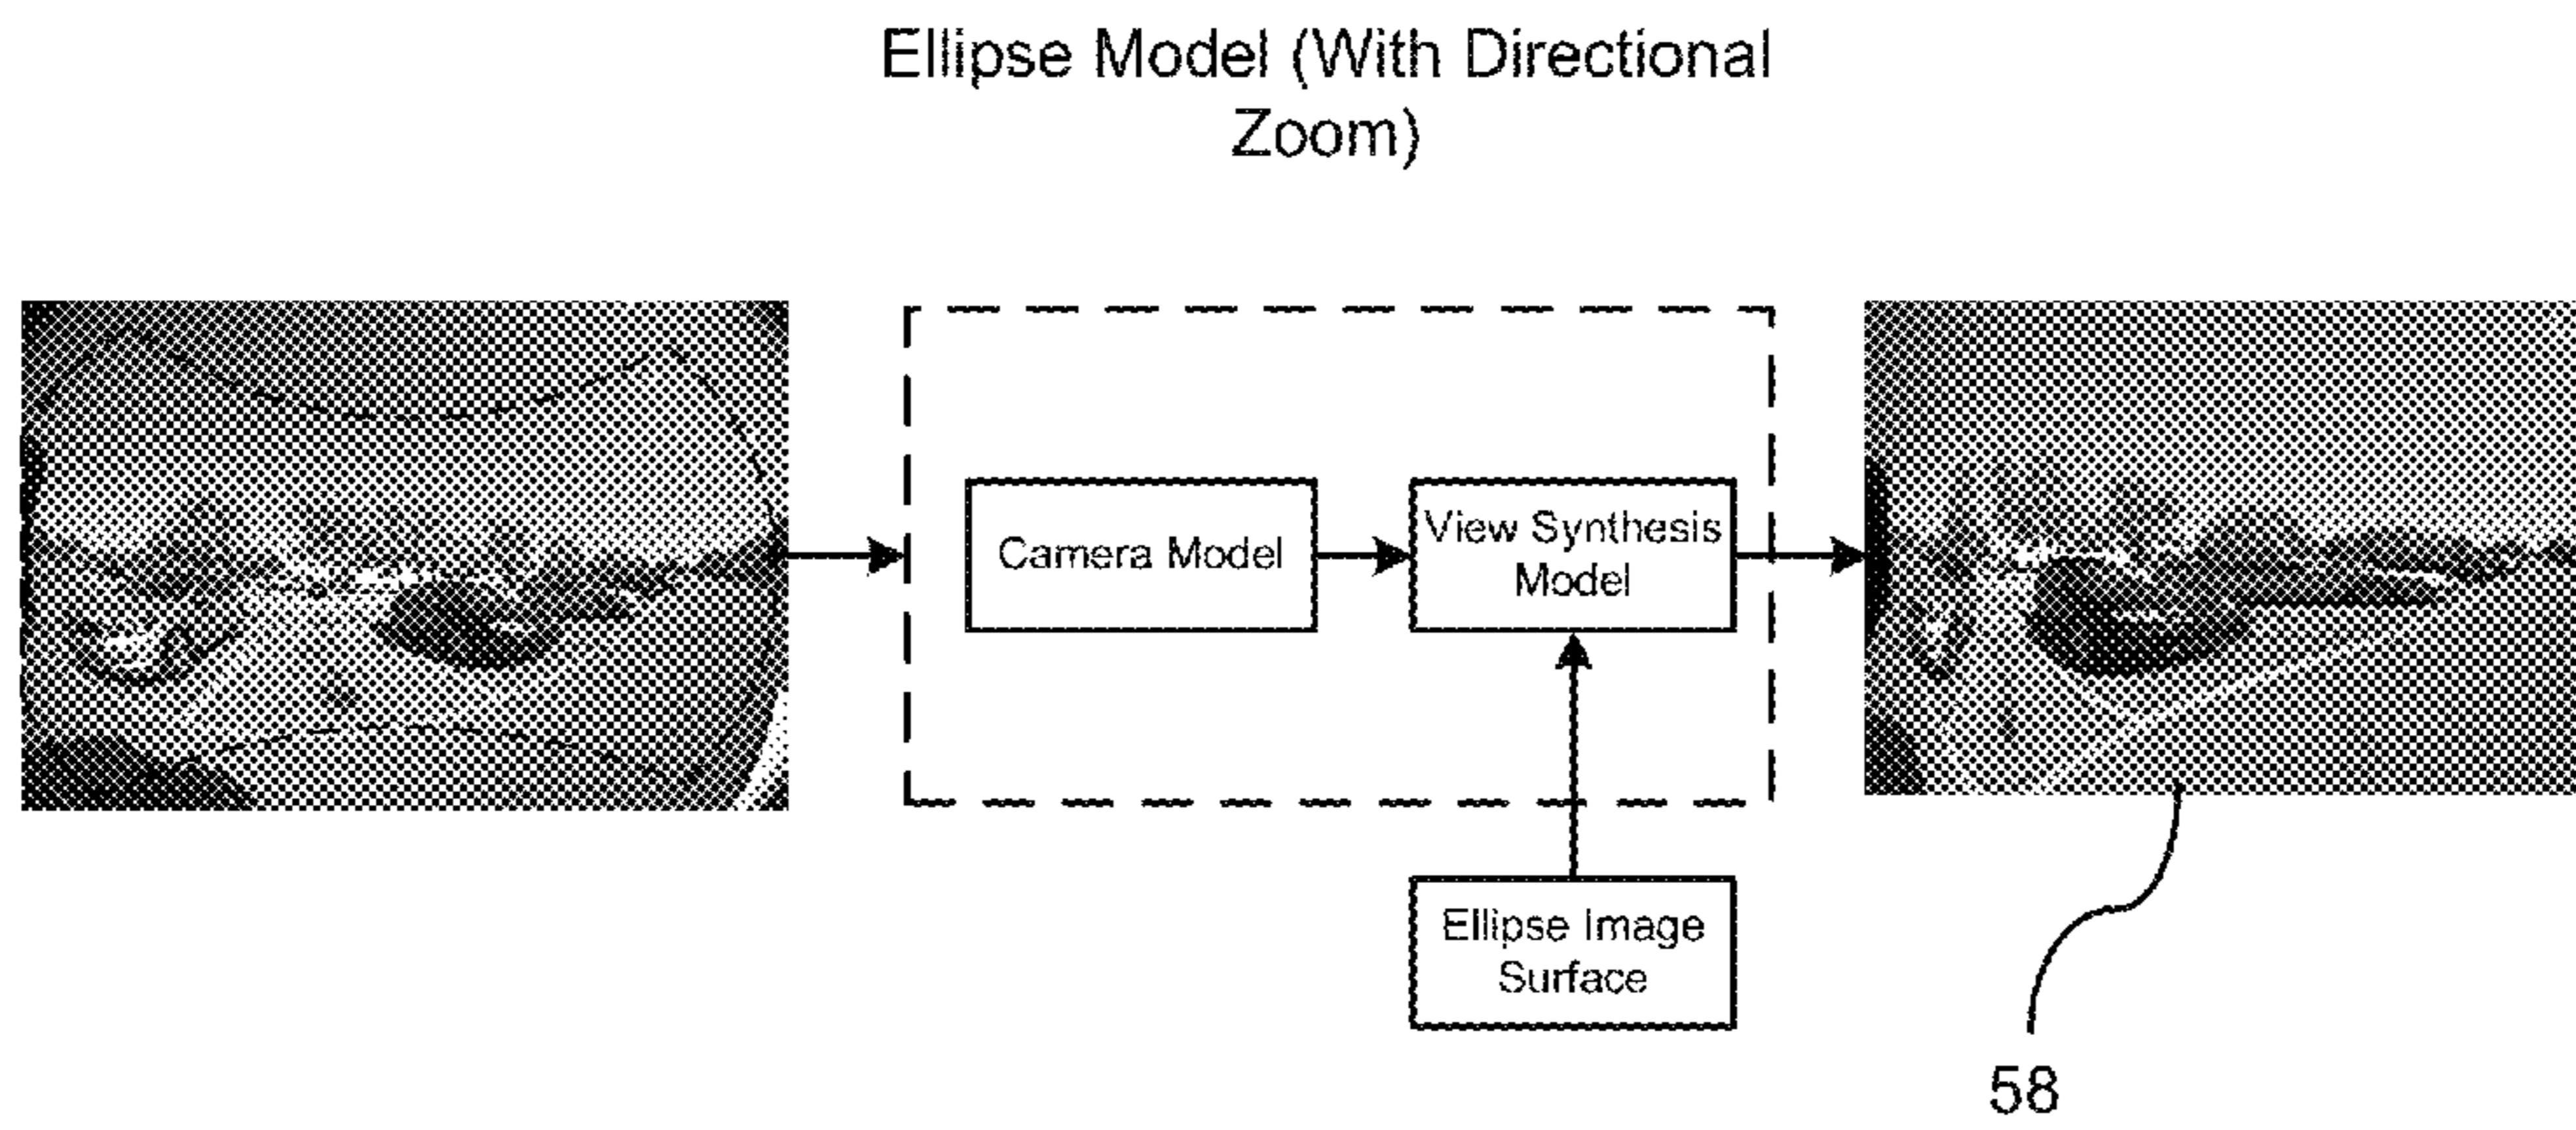 Ellipse Model (With Directional
Zoom)
Camera Model
View Synthesis
Model
Ellipse Image
Surface
58